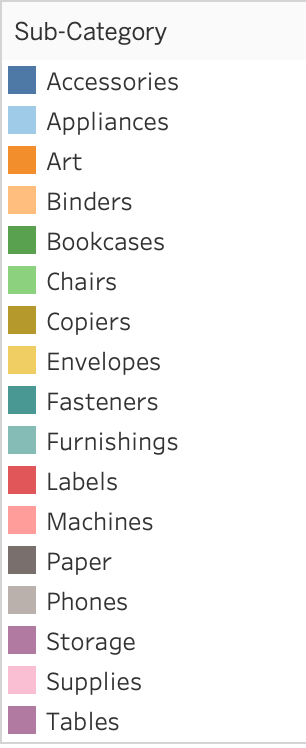 Sub-Category
Accessories
Appliances
Art
Binders
Bookcases
Chairs
Copiers
Envelopes
Fasteners
Furnishings
Labels
Machines
Paper
Phones
Storage
Supplies
Tables